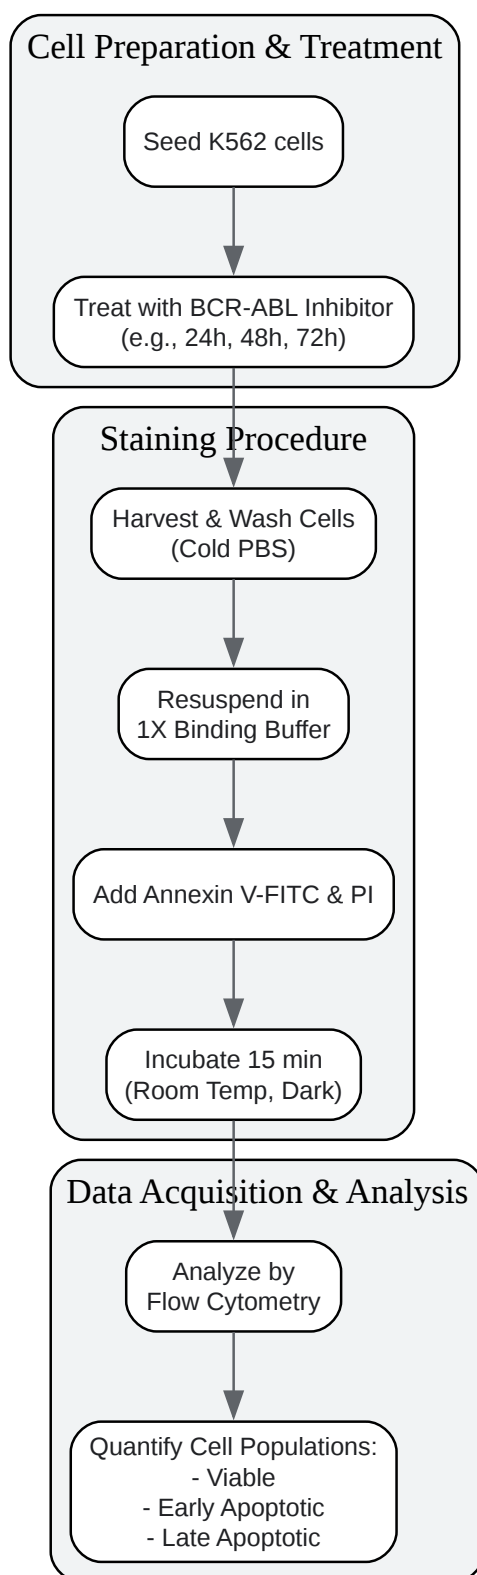 Cell Preparation & Treatment
Seed K562 cells
Treat with BCR-ABL Inhibitor
(e.g., 24h, 48h, 72h)
Staining Procedure
Harvest & Wash Cells
(Cold PBS)
Resuspend in
1X Binding Buffer
Add Annexin V-FITC & PI
Incubate 15 min
(Room Temp, Dark)
Data Acquisition & Analysis
Analyze by
Flow Cytometry
Quantify Cell Populations:
- Viable
- Early Apoptotic
- Late Apoptotic